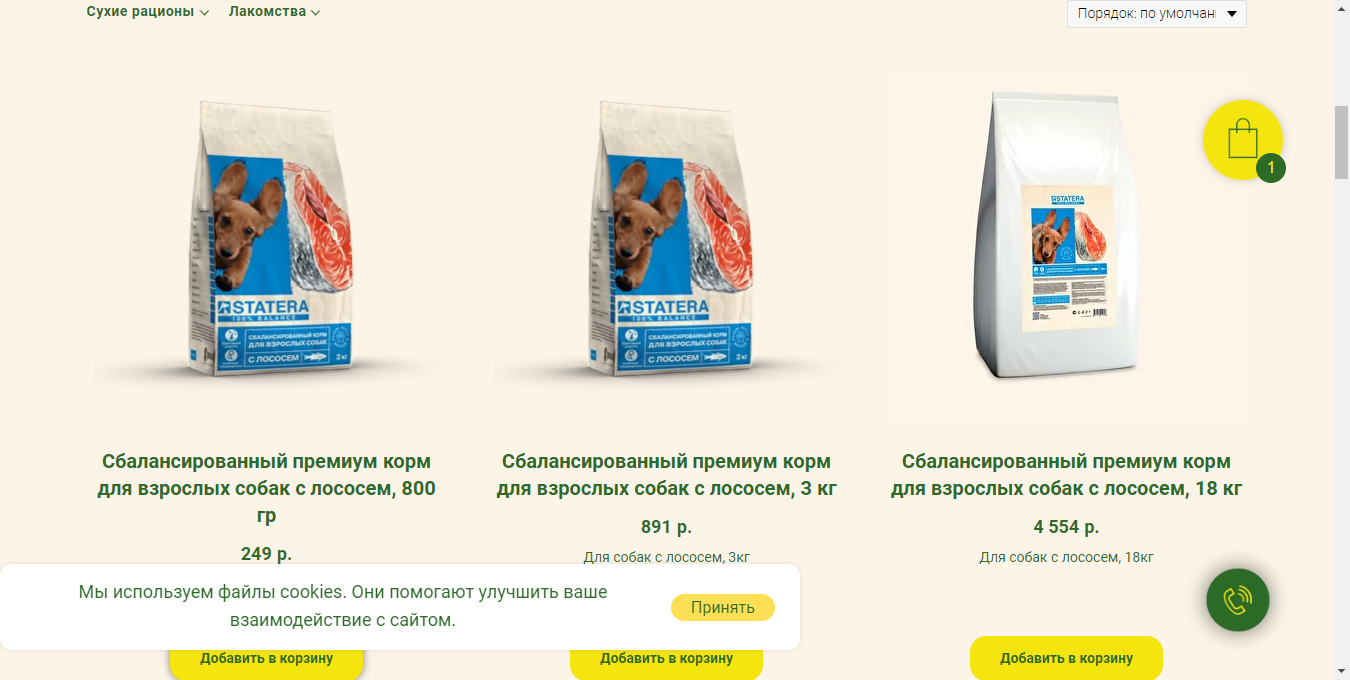 Сухие рационы
Лакомства
Порядок: по умолчан
1
STATERA
100% BALANCE
СБАЛАНСИРОВАННЫЙ КОРМ
ДЛЯ ВЗРОСЛЫХ СОБАК
С ЛОСОСЕМ
3 кг
STATERA
100% BALANCE
СБАЛАНСИРОВАННЫЙ КОРМ
ДЛЯ ВЗРОСЛЫХ СОБАК
С ЛОСОСЕМ
3 кг
STATERA
Сбалансированный премиум корм
для взрослых собак с лососем, 800
гр
249 р.
Сбалансированный премиум корм
для взрослых собак с лососем, 3 кг
891 р.
Для собак с лососем, 3кг
Сбалансированный премиум корм
для взрослых собак с лососем, 18 кг
4 554 р.
Для собак с лососем, 18кг
Мы используем файлы cookies. Они помогают улучшить ваше
взаимодействие с сайтом.
Принять
Добавить в корзину
Добавить в корзину
Добавить в корзину